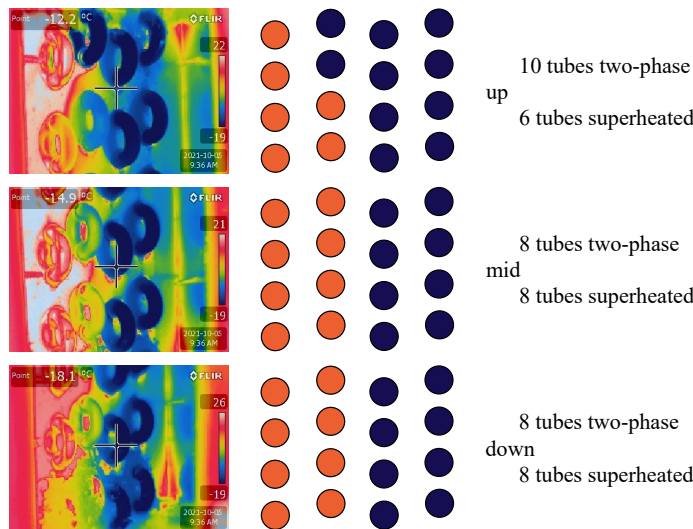 Point -12.2 ºC
FLIR
22
-19
2021-10-05
9:36 AM
10 tubes two-phase
up
6 tubes superheated
Point -14.9 ºC
FLIR
21
-19
2021-10-05
9:36 AM
8 tubes two-phase
mid
8 tubes superheated
Point -18.1 ºC
FLIR
26
-19
2021-10-05
9:36 AM
8 tubes two-phase
down
8 tubes superheated